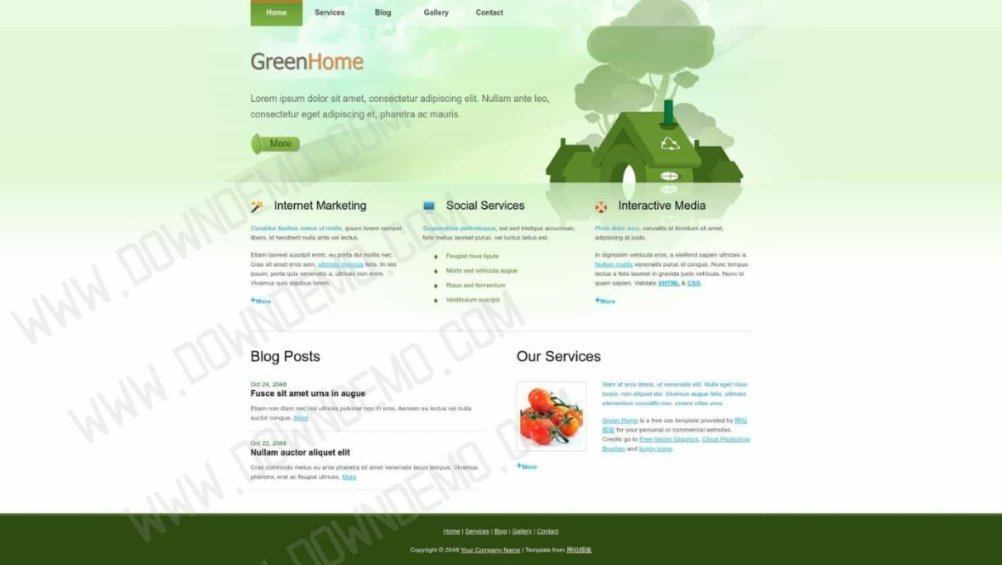 Home Services Blog Gallery Contact
GreenHome
Lorem ipsum dolor sit amet, consectetur adipiscing elit. Nullam ante leo,
consectetur eget adipiscing et, pharetra ac mauris.
More
Internet Marketing
Curabitur facilisis metus ut mollis, ipsum lorem semper
libero, id hendrerit nulla ante vel lectus.
Etiam laoreet suscipit enim, eu porta dui mollis nec.
Cras sit amet eros sem, ultricies rhoncus felis. In nisl
ipsum, porta quis venenatis a, ultrices non enim.
Vivamus quis dapibus lorem.
+More
Social Services
Suspendisse pellentesque, est sed tristique accumsan,
felis metus laoreet purus, vel luctus tellus est.
Feugiat risus ligula
Morbi sed vehicula augue
Risus sed fermentum
Vestibulum suscipit
Interactive Media
Proin dolor arcu, convallis id tincidunt sit amet,
adipiscing at justo.
In dignissim vehicula eros, a eleifend sapien ultricies a.
Nullam mattis venenatis purus id congue. Nunc tempus
lectus a felis laoreet in gravida justo vehicula. Nunc id
quam sapien. Validate XHTML & CSS.
+More
Blog Posts
Oct 24, 2048
Fusce sit amet urna in augue
Etiam non diam sed nisl ultrices pulvinar non in eros. Aenean eu lectus vel nulla
auctor congue. More
Oct 22, 2048
Nullam auctor aliquet elit
Cras commodo metus eu ante pharetra sit amet venenatis lacus tempus. Vivamus
pharetra, erat ac feugiat ultrices. More
Our Services
Nam at arcu libero, ut venenatis elit. Nulla eget risus
torpor, non aliquet dui. Vivamus augue felis, ultricies
elementum convallis non, ornare vitae arcu.
Green Home is a free css template provided by 网站
模板 for your personal or commercial websites.
Credits go to Free Vector Graphics, Cloud Photoshop
Brushes and Enjoy Icons.
+More
Home | Services | Blog | Gallery | Contact
Copyright © 2048 Your Company Name | Template from 网站模板
WWW.DOWNDEMO.COM
WWW.DOWNDEMO.COM
WWW.DOWNDEMO.COM